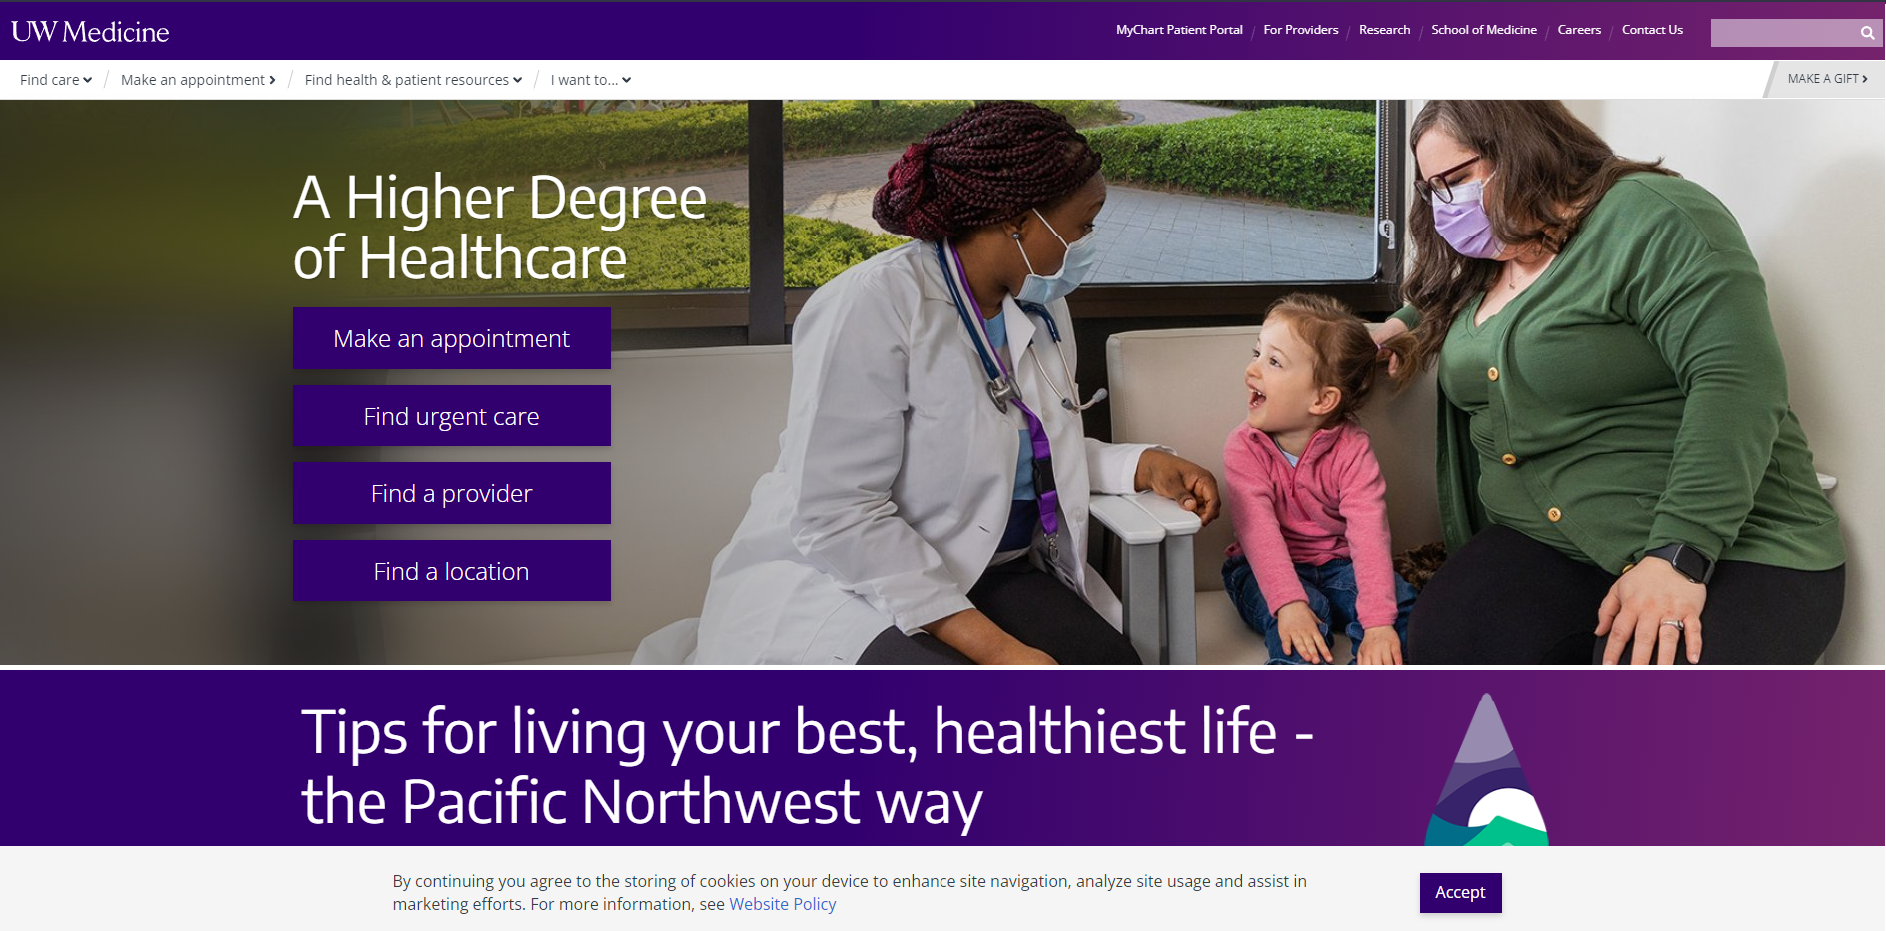 UW Medicine
MyChart Patient Portal / For Providers / Research / School of Medicine / Careers / Contact Us
Find care / Make an appointment / Find health & patient resources / I want to... 
MAKE A GIFT
A Higher Degree
of Healthcare
Make an appointment
Find urgent care
Find a provider
Find a location
Tips for living your best, healthiest life -
the Pacific Northwest way
By continuing you agree to the storing of cookies on your device to enhance site navigation, analyze site usage and assist in
marketing efforts. For more information, see Website Policy
Accept